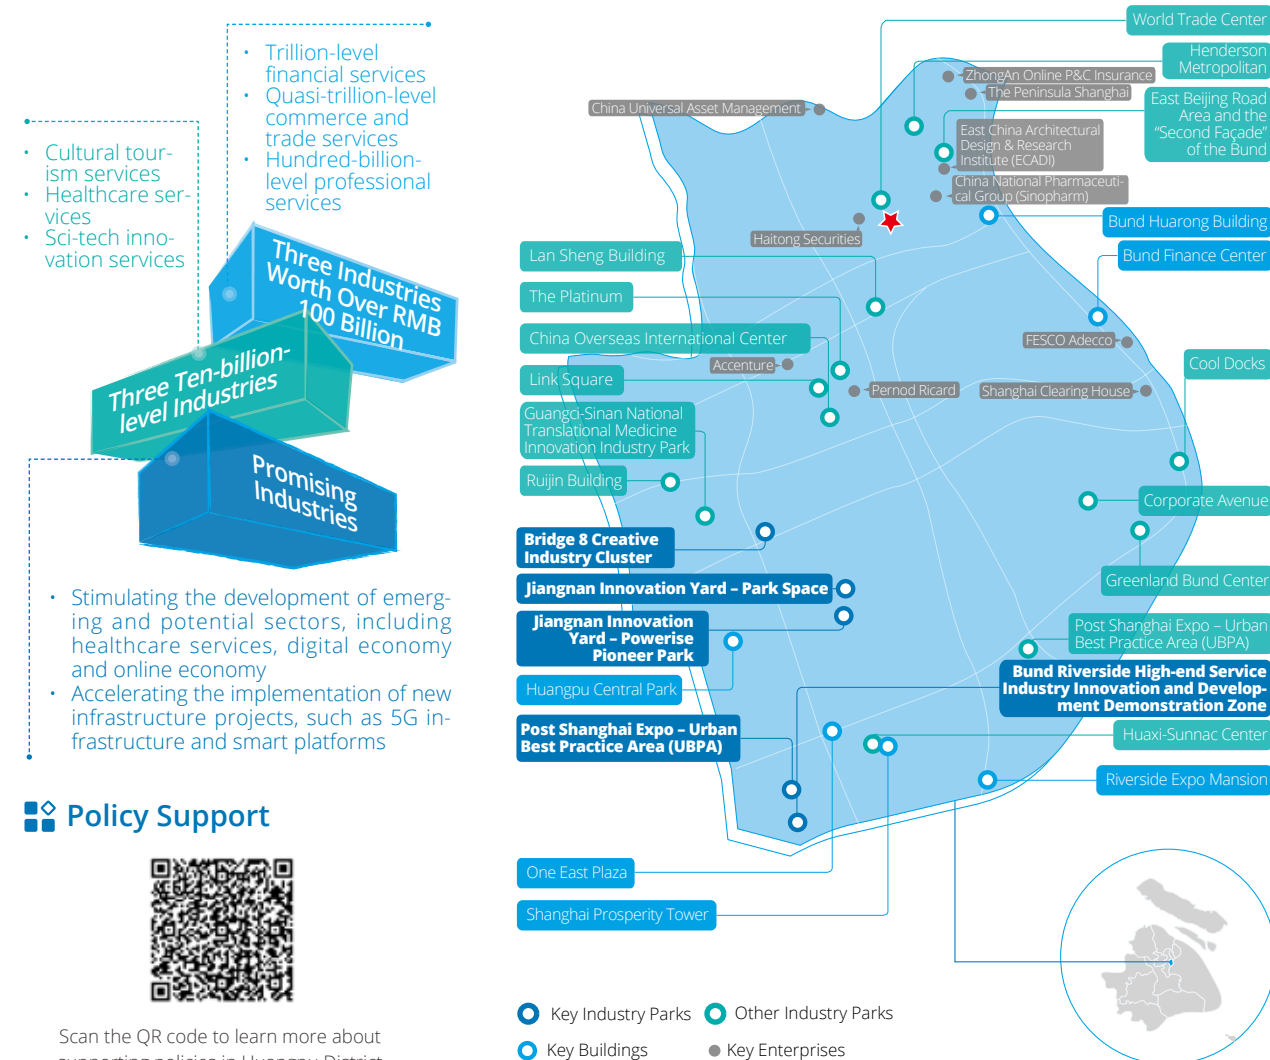 • Trillion-level
financial services
• Quasi-trillion-level
commerce and
trade services
• Hundred-billion-
level professional
services
• Cultural tour-
ism services
• Healthcare ser-
vices
• Sci-tech inno-
vation services
Three Industries
Worth Over RMB
100 Billion
Three Ten-billion-
level Industries
Promising
Industries
• Stimulating the development of emerg-
ing and potential sectors, including
healthcare services, digital economy
and online economy
• Accelerating the implementation of new
infrastructure projects, such as 5G in-
frastructure and smart platforms
Policy Support
Scan the QR code to learn more about
supporting policies in Huangpu District
World Trade Center
Henderson
Metropolitan
ZhongAn Online P&C Insurance
The Peninsula Shanghai
China Universal Asset Management
East Beijing Road
Area and the
“Second Façade”
of the Bund
East China Architectural
Design & Research
Institute (ECADI)
China National Pharmaceuti-
cal Group (Sinopharm)
Bund Huarong Building
Haitong Securities
Lan Sheng Building
Bund Finance Center
The Platinum
China Overseas International Center
FESCO Adecco
Accenture
Cool Docks
Link Square
Pernod Ricard
Shanghai Clearing House
Guangci-Sinan National
Translational Medicine
Innovation Industry Park
Ruijin Building
Corporate Avenue
Bridge 8 Creative
Industry Cluster
Jiangnan Innovation Yard – Park Space
Greenland Bund Center
Jiangnan Innovation
Yard – Powerise
Pioneer Park
Post Shanghai Expo – Urban
Best Practice Area (UBPA)
Huangpu Central Park
Bund Riverside High-end Service
Industry Innovation and Develop-
ment Demonstration Zone
Post Shanghai Expo – Urban
Best Practice Area (UBPA)
Huaxi-Sunnac Center
Riverside Expo Mansion
One East Plaza
Shanghai Prosperity Tower
Key Industry Parks
Other Industry Parks
Key Buildings
Key Enterprises